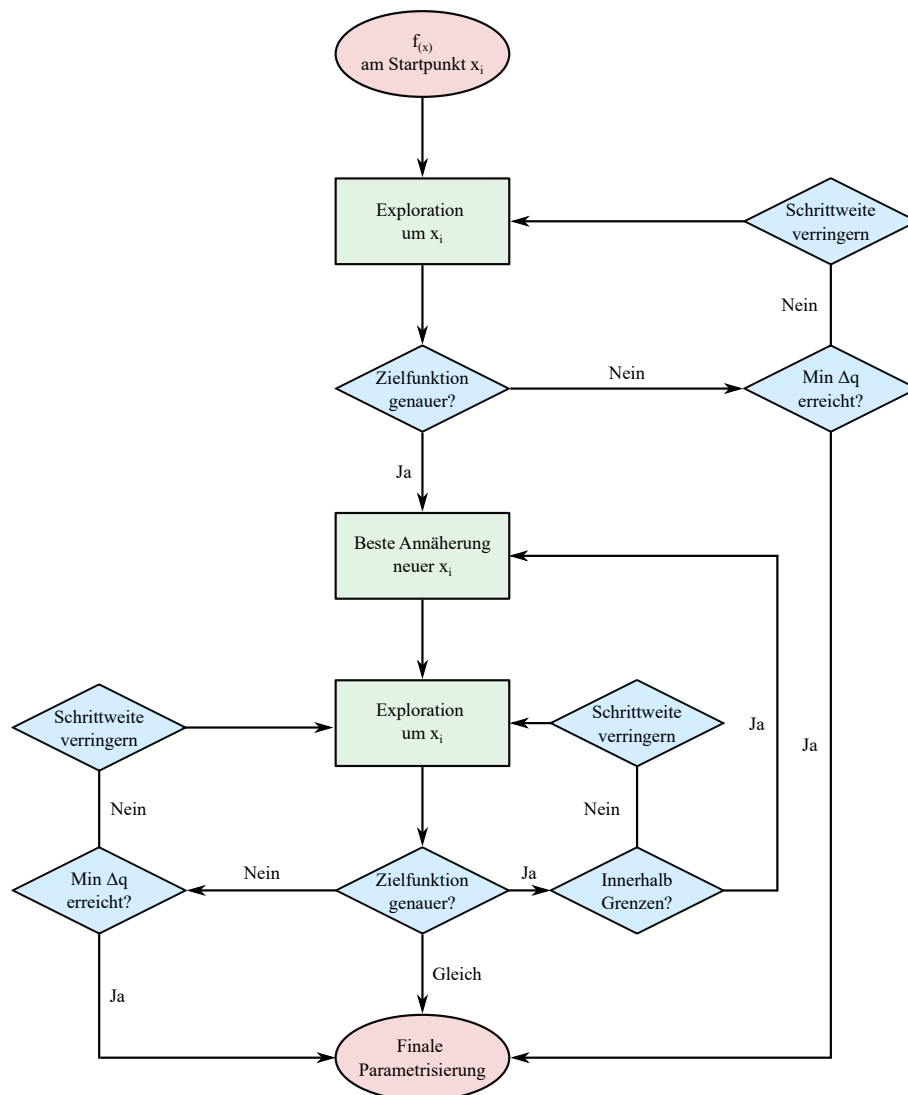 f(x)
am Startpunkt xi
Exploration
um xi
Schrittweite
verringern
Nein
Zielfunktion
genauer?
Nein
Min Δq
erreicht?
Ja
Beste Annäherung
neuer xi
Schrittweite
verringern
Exploration
um xi
Schrittweite
verringern
Ja
Ja
Nein
Nein
Min Δq
erreicht?
Nein
Zielfunktion
genauer?
Ja
Innerhalb
Grenzen?
Gleich
Ja
Finale
Parametrisierung